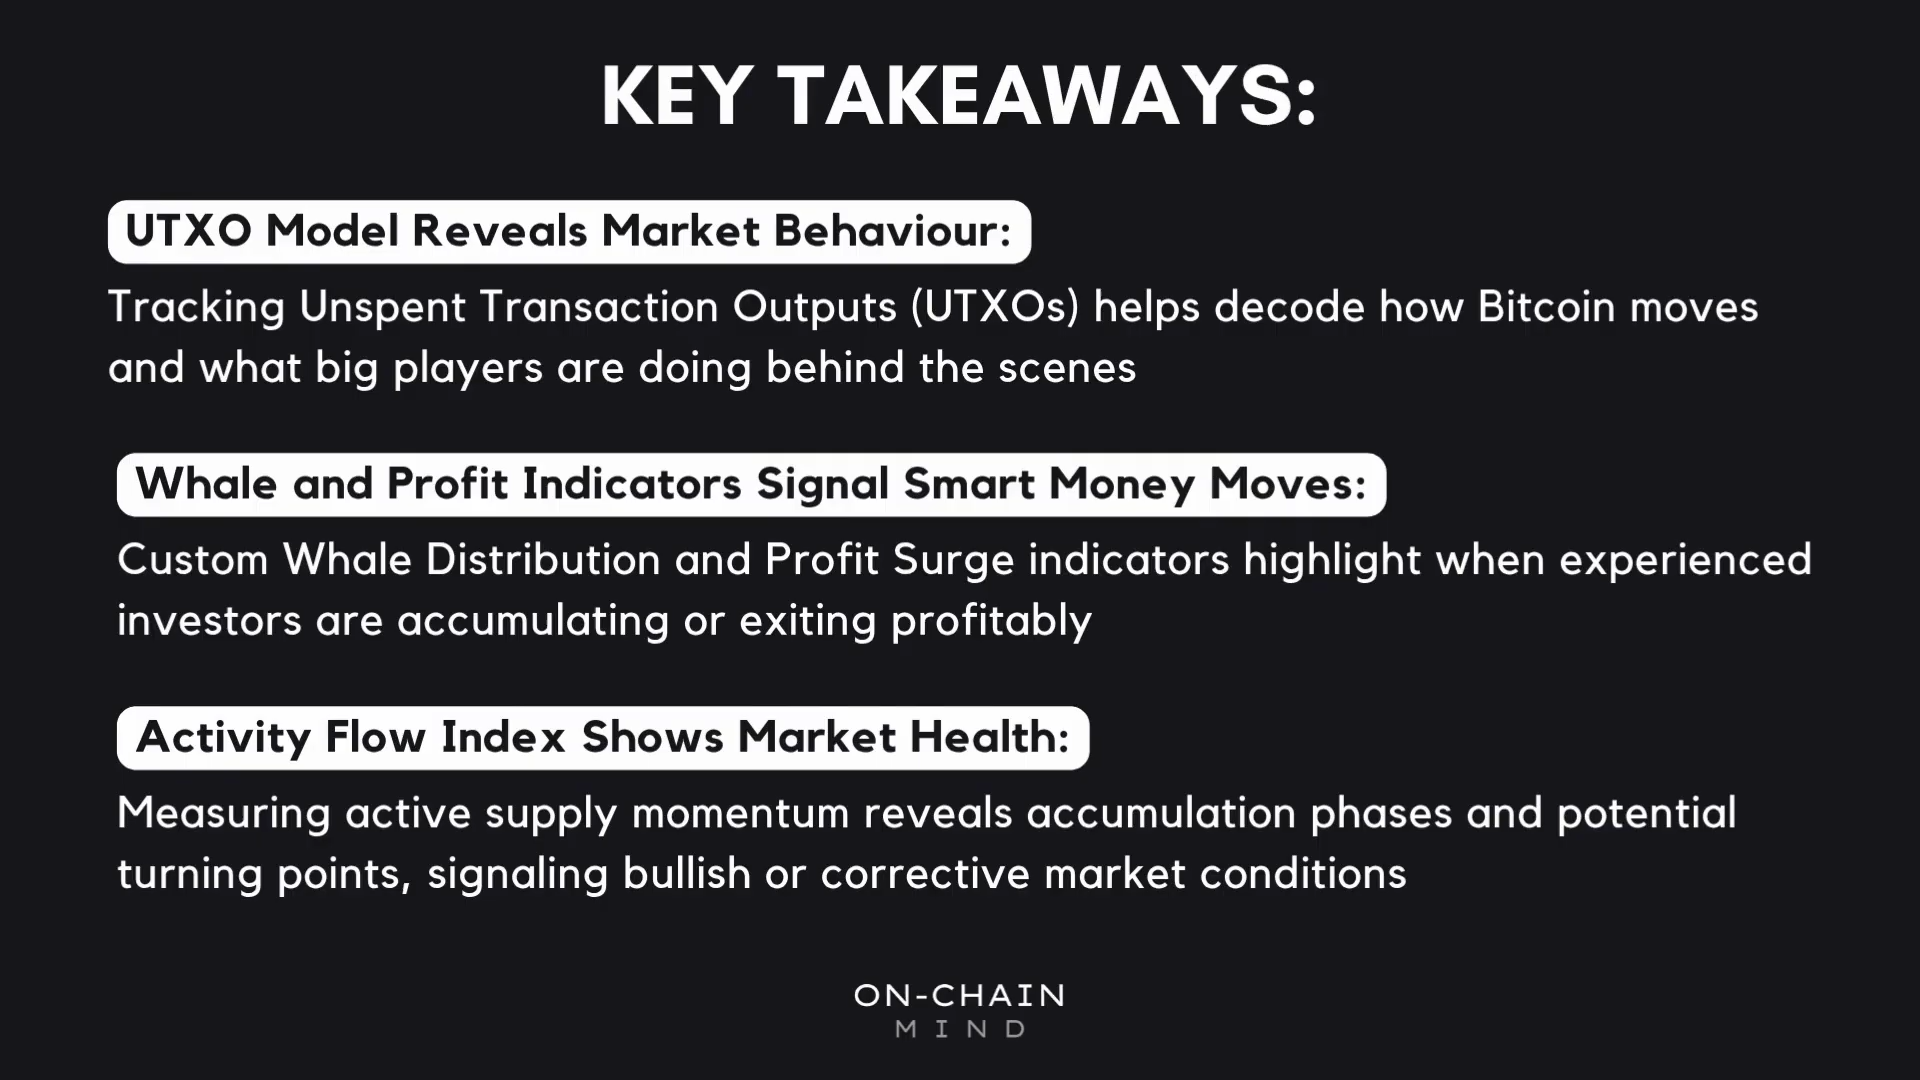 KEY TAKEAWAYS:
UTXO Model Reveals Market Behaviour:
Tracking Unspent Transaction Outputs (UTXOs) helps decode how Bitcoin moves
and what big players are doing behind the scenes
Whale and Profit Indicators Signal Smart Money Moves:
Custom Whale Distribution and Profit Surge indicators highlight when experienced
investors are accumulating or exiting profitably
Activity Flow Index Shows Market Health:
Measuring active supply momentum reveals accumulation phases and potential
turning points, signaling bullish or corrective market conditions
ON-CHAIN
MIND